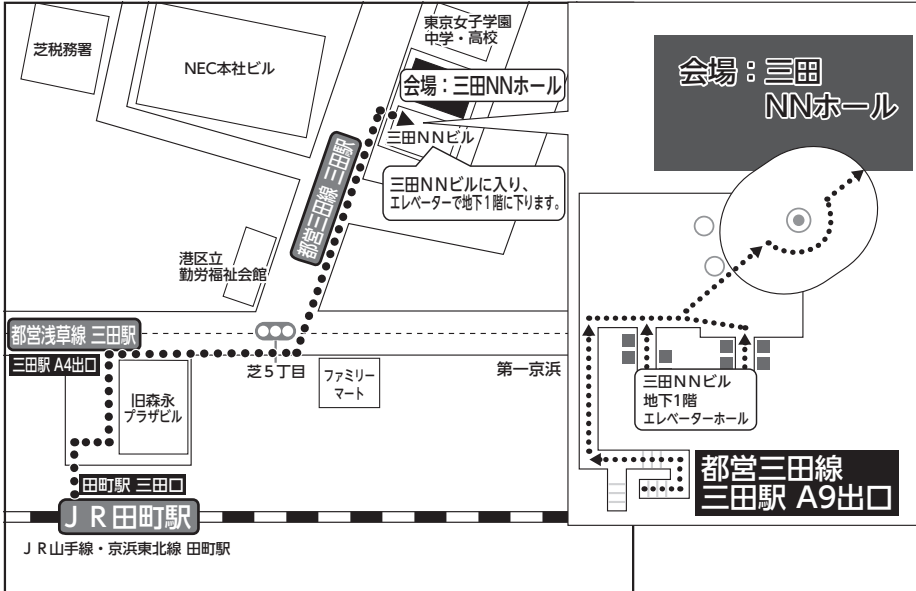 芝税務署
NEC本社ビル
東京女子学園
中学・高校
会場：三田NNホール
三田NNビル
三田NNビルに入り、
エレベーターで地下1階に下ります。
都営三田線 三田駅
港区立
勤労福祉会館
都営浅草線 三田駅
三田駅 A4出口
芝5丁目
ファミリー
マート
第一京浜
旧森永
プラザビル
田町駅 三田口
ＪＲ田町駅
ＪＲ山手線・京浜東北線 田町駅
会場：三田
NNホール
三田NNビル
地下1階
エレベーターホール
都営三田線
三田駅 A9出口